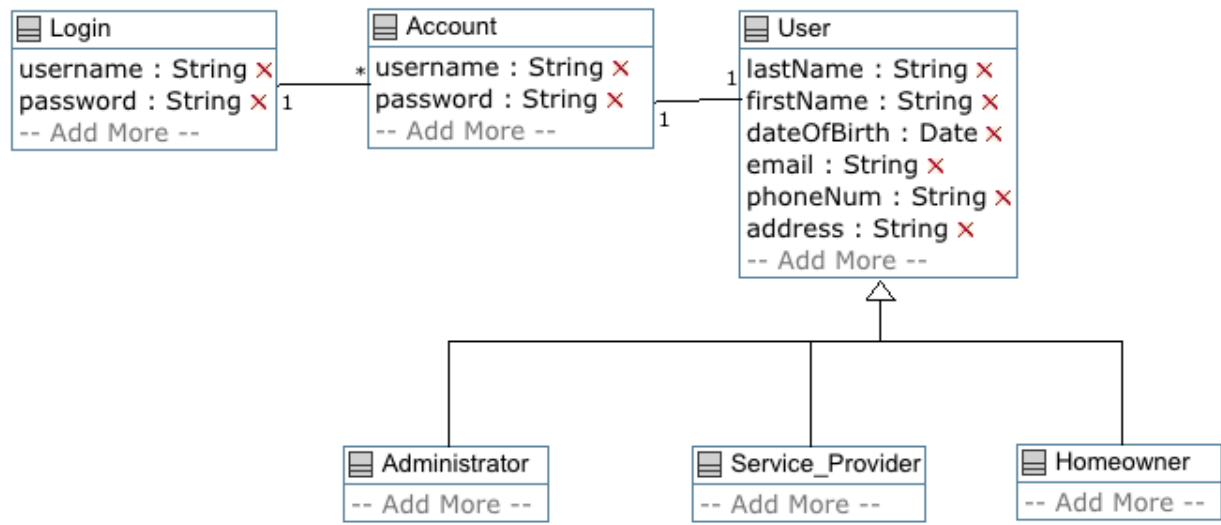 Login
username : String ×
password : String ×
-- Add More --
1
*
Account
username : String ×
password : String ×
-- Add More --
1
1
User
lastName : String ×
firstName : String ×
dateOfBirth : Date ×
email : String ×
phoneNum : String ×
address : String ×
-- Add More --
Administrator
-- Add More --
Service_Provider
-- Add More --
Homeowner
-- Add More --